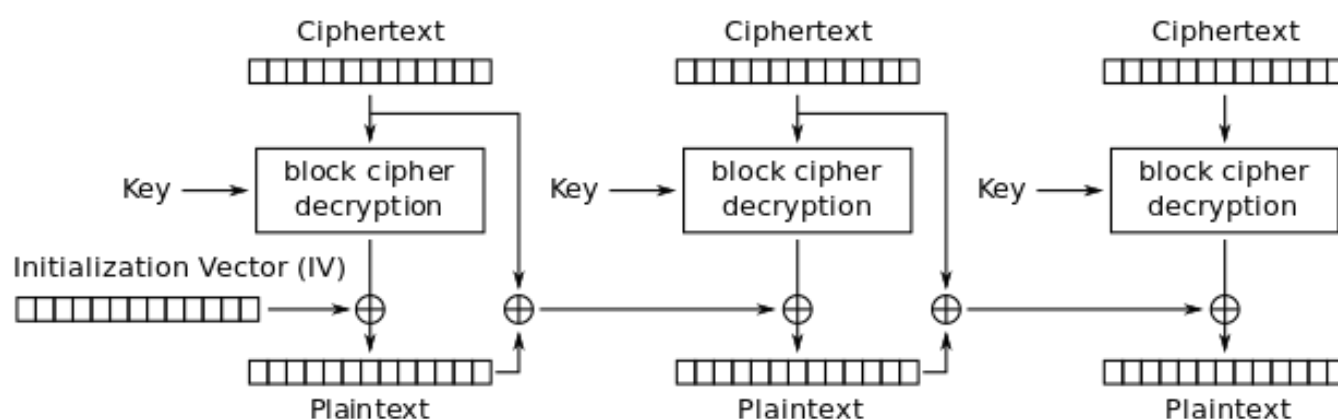 Ciphertext
Ciphertext
Ciphertext
Key
block cipher
decryption
Key
block cipher
decryption
Key
block cipher
decryption
Initialization Vector (IV)
Plaintext
Plaintext
Plaintext